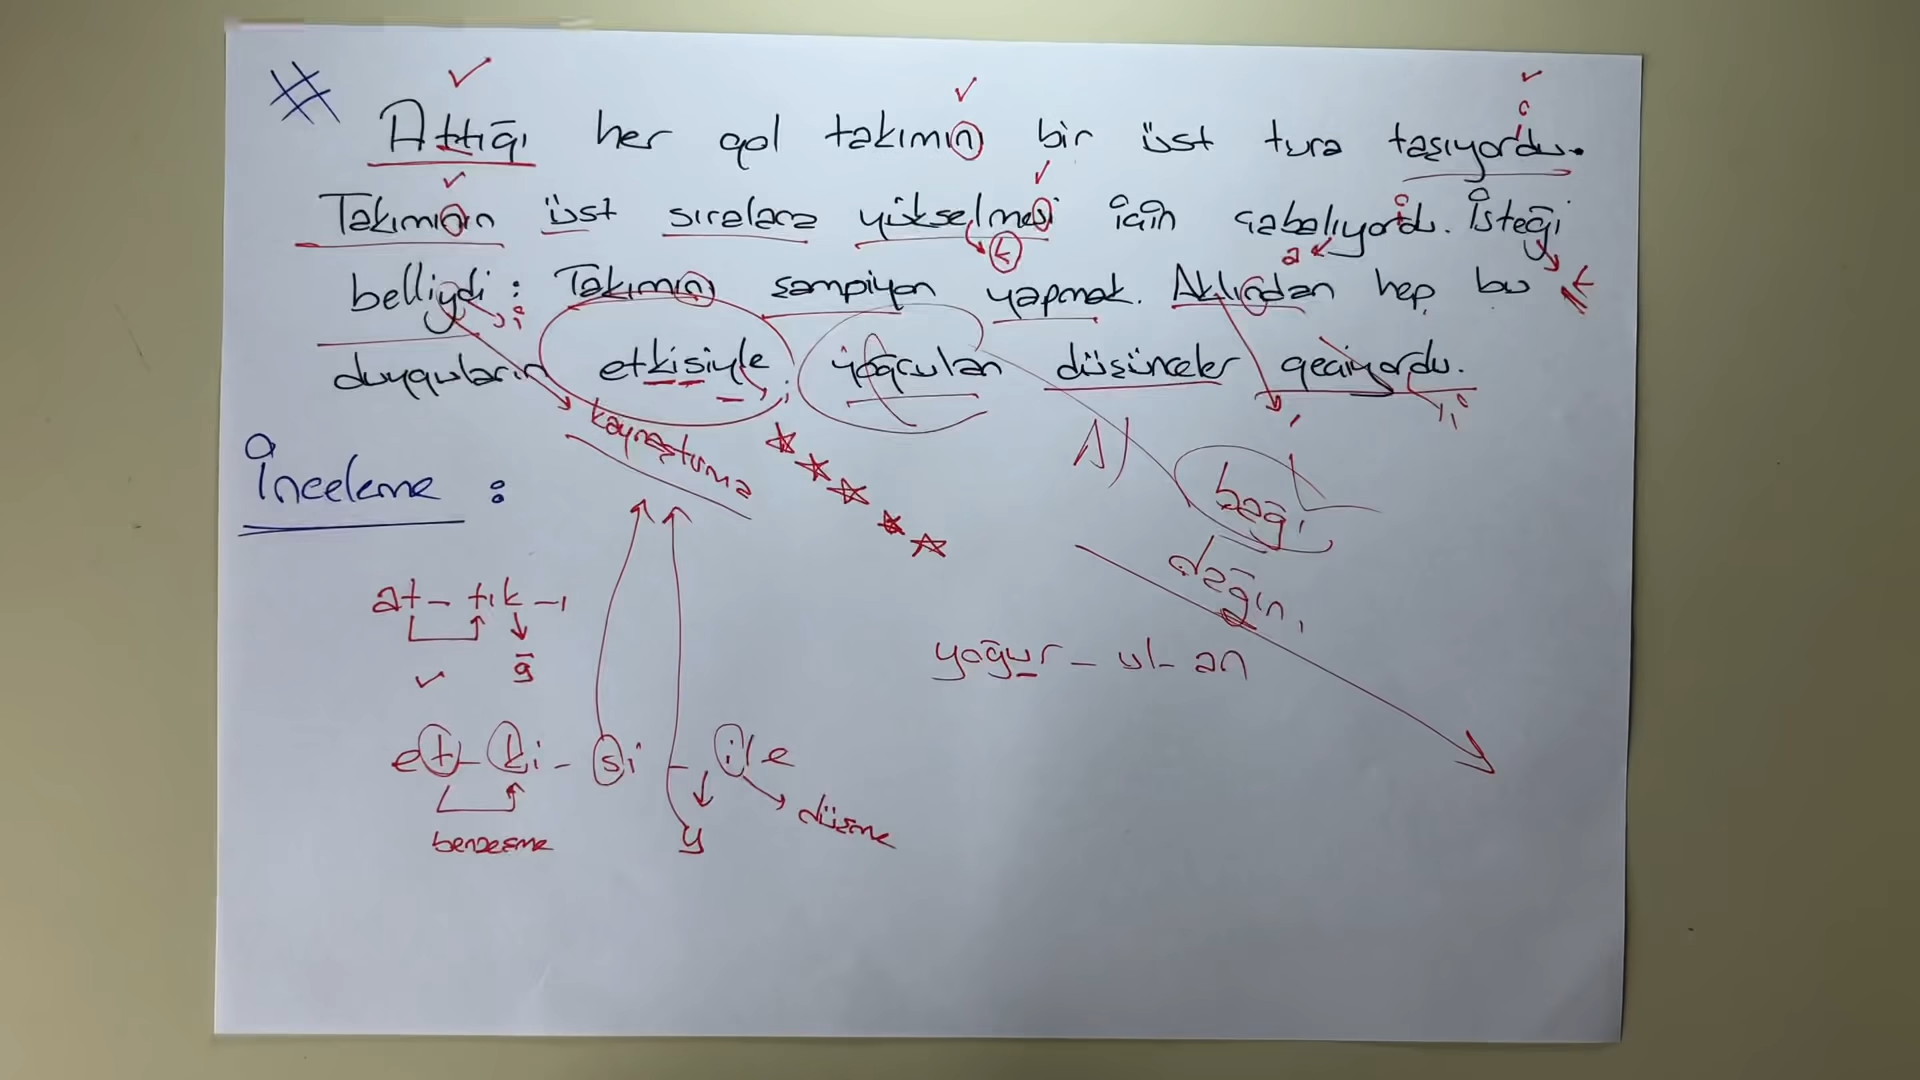 Attığı her gol takımını bir üst tura taşıyordu.
Takımının üst sıralara yükselmesi için çabalıyordu. İsteği
a
k
k
belliydi : Takımını şampiyon yapmak. Aklından hep bu
i
duyguların etkisiyle yoğrulan düşünceler geçiyordu.
i
ı
i
kaynaştırma
A)
İnceleme :
bağı
dağın
at - tık - ı
ğ
yoğur - ul - an
et - ki - si - ile
düşme
benzeşme
y